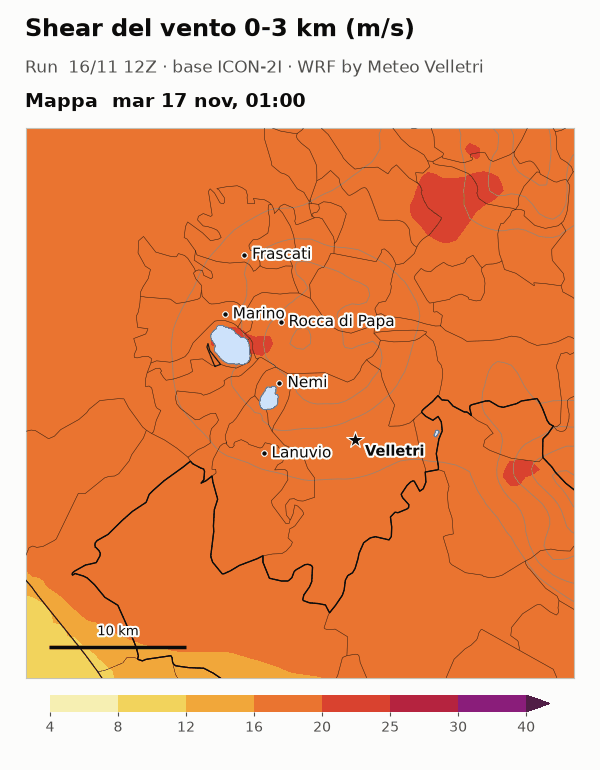 Shear del vento 0-3 km (m/s)
Run 16/11 12Z · base ICON-2I · WRF by Meteo Velletri
Mappa mar 17 nov, 01:00
Frascati
Marino
Rocca di Papa
Nemi
Velletri
Lanuvio
10 km
4 8 12 16 20 25 30 40